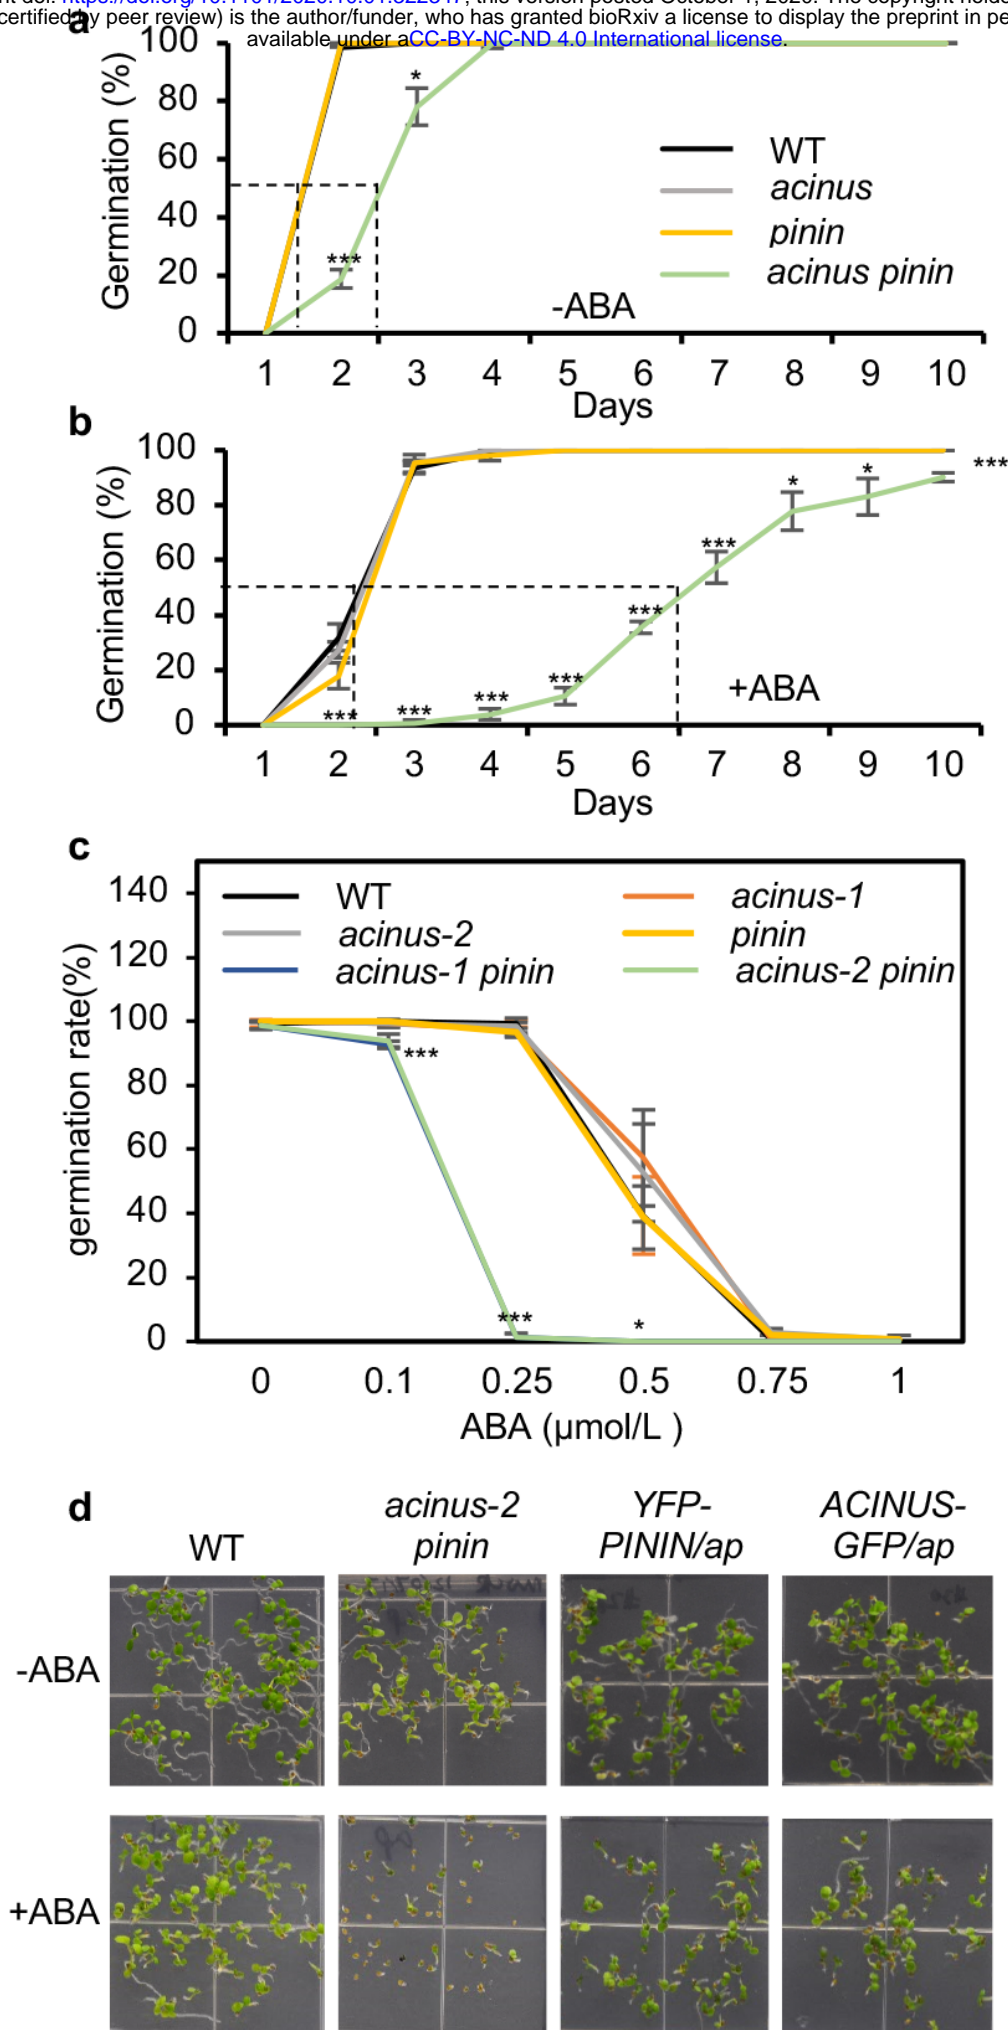 available under aCC-BY-NC-ND 4.0 International license.
certified by peer review) is the author/funder, who has granted bioRxiv a license to display the preprint in
a
Germination (%)
100
80
60
40
20
0
* 
***
WT
acinus
pinin
acinus pinin
-ABA
1 2 3 4 5 6 7 8 9 10
Days
b
Germination (%)
100
80
60
40
20
0
*** *** *** *** *** *** * * ***
+ABA
1 2 3 4 5 6 7 8 9 10
Days
c
germination rate(%)
140
120
100
80
60
40
20
0
WT acinus-1
acinus-2 pinin
acinus-1 pinin acinus-2 pinin
***
*** *
0 0.1 0.25 0.5 0.75 1
ABA (µmol/L )
d
WT
acinus-2
pinin
YFP-
PININ/ap
ACINUS-
GFP/ap
-ABA
+ABA